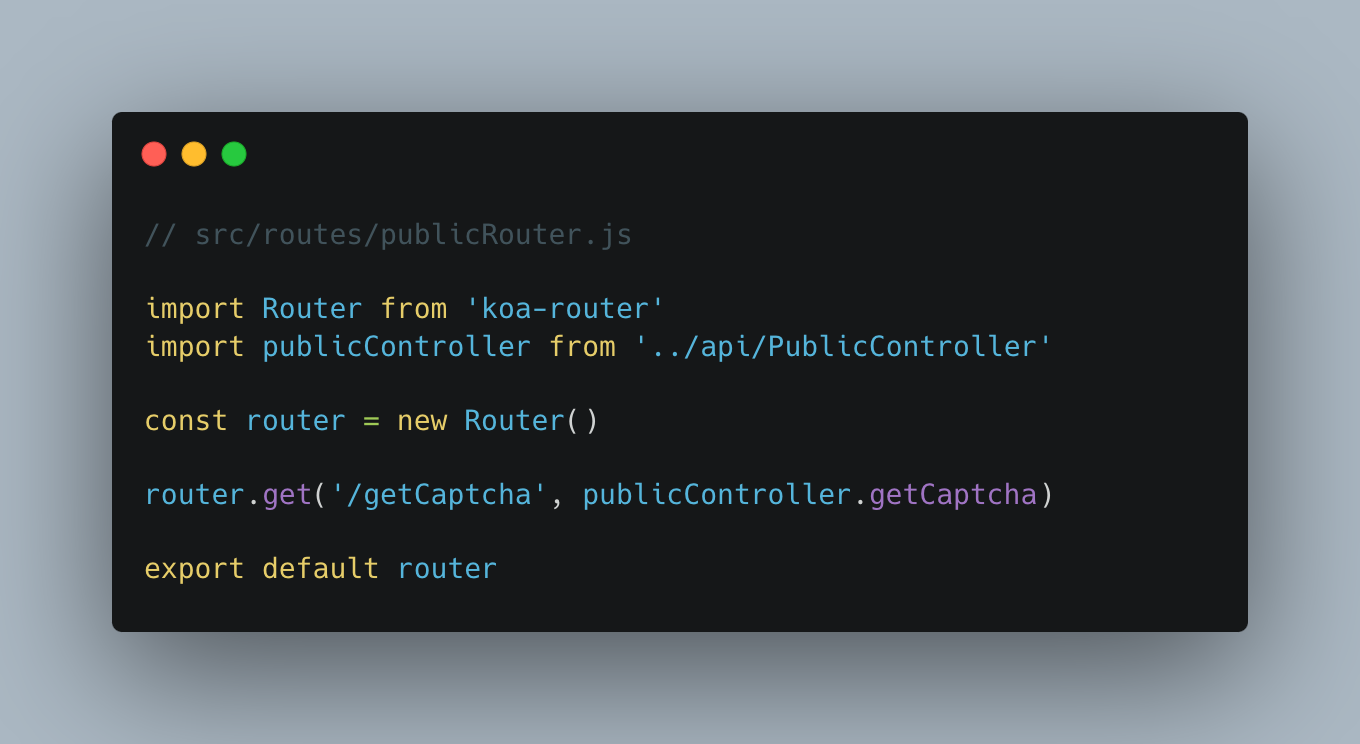 // src/routes/publicRouter.js
import Router from 'koa-router'
import publicController from '../api/PublicController'
const router = new Router()
router.get('/getCaptcha', publicController.getCaptcha)
export default router